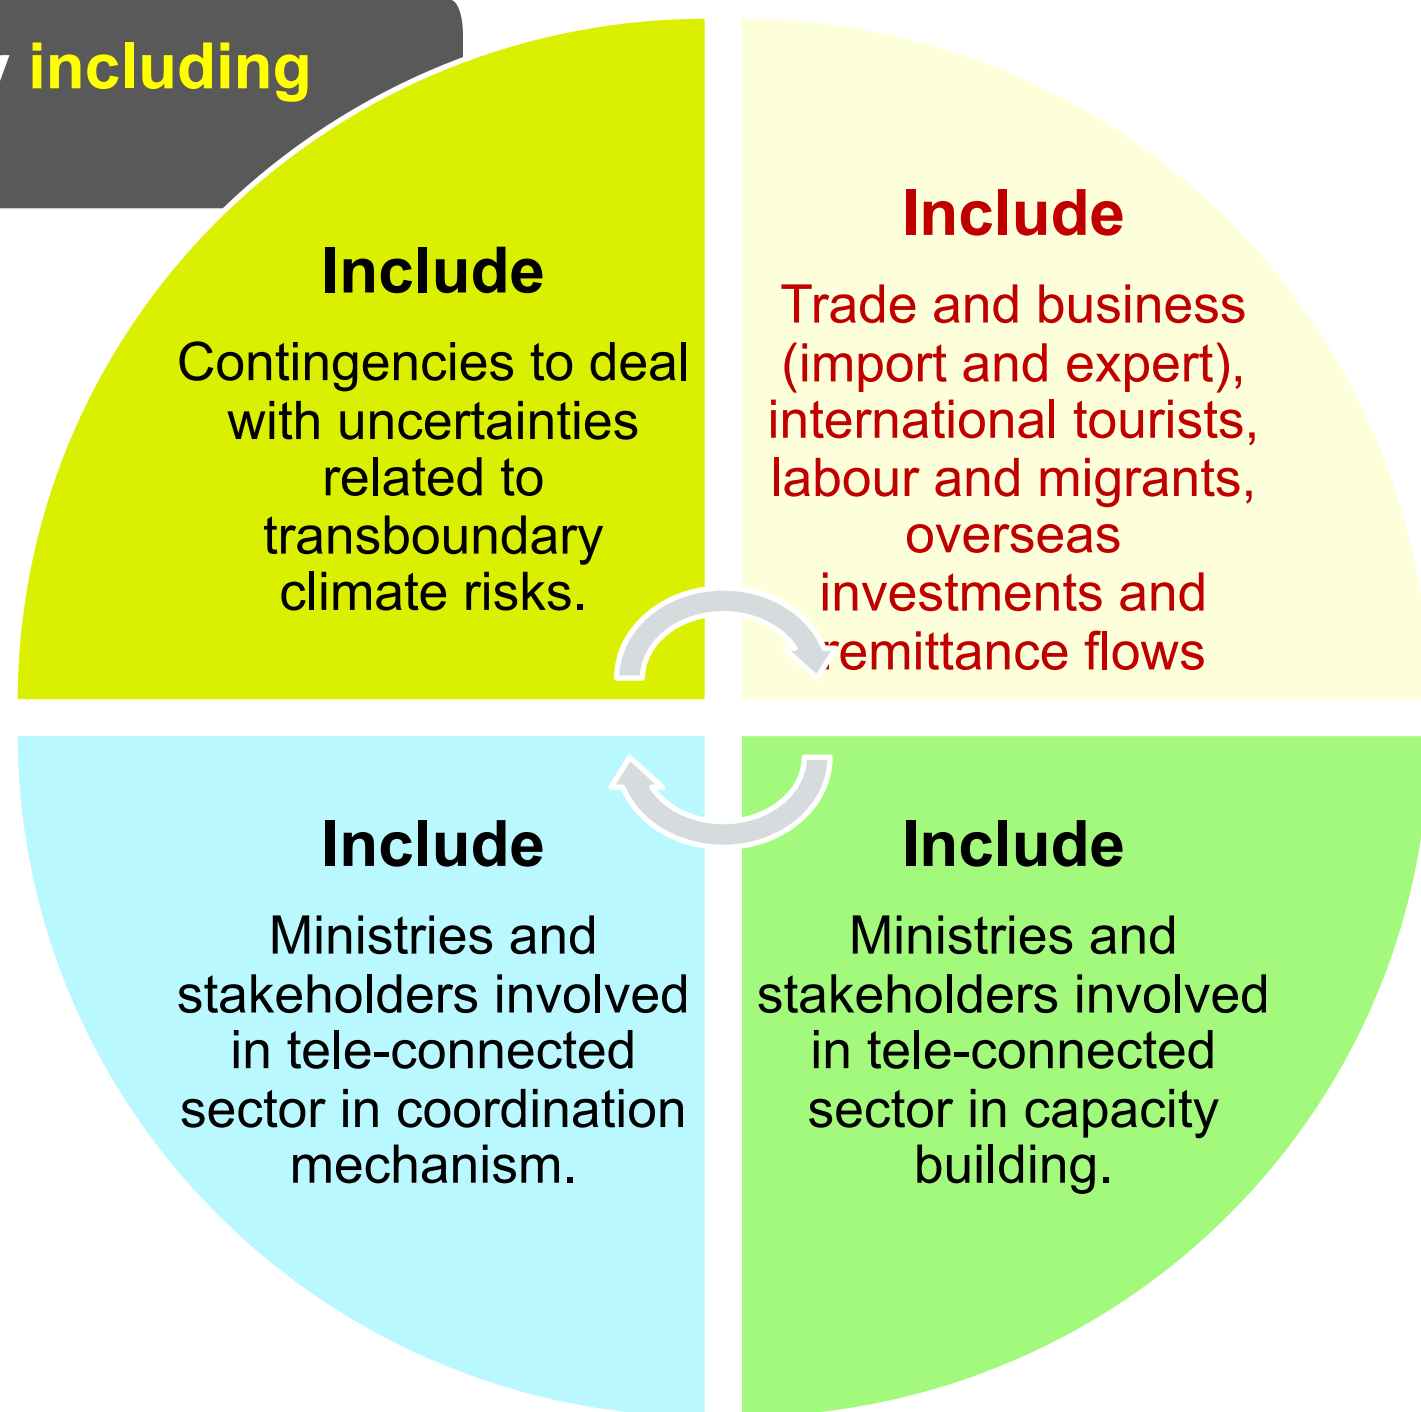 including
Include
Contingencies to deal
with uncertainties
related to
transboundary
climate risks.
Include
Trade and business
(import and expert),
international tourists,
labour and migrants,
overseas
investments and
remittance flows
Include
Ministries and
stakeholders involved
in tele-connected
sector in coordination
mechanism.
Include
Ministries and
stakeholders involved
in tele-connected
sector in capacity
building.